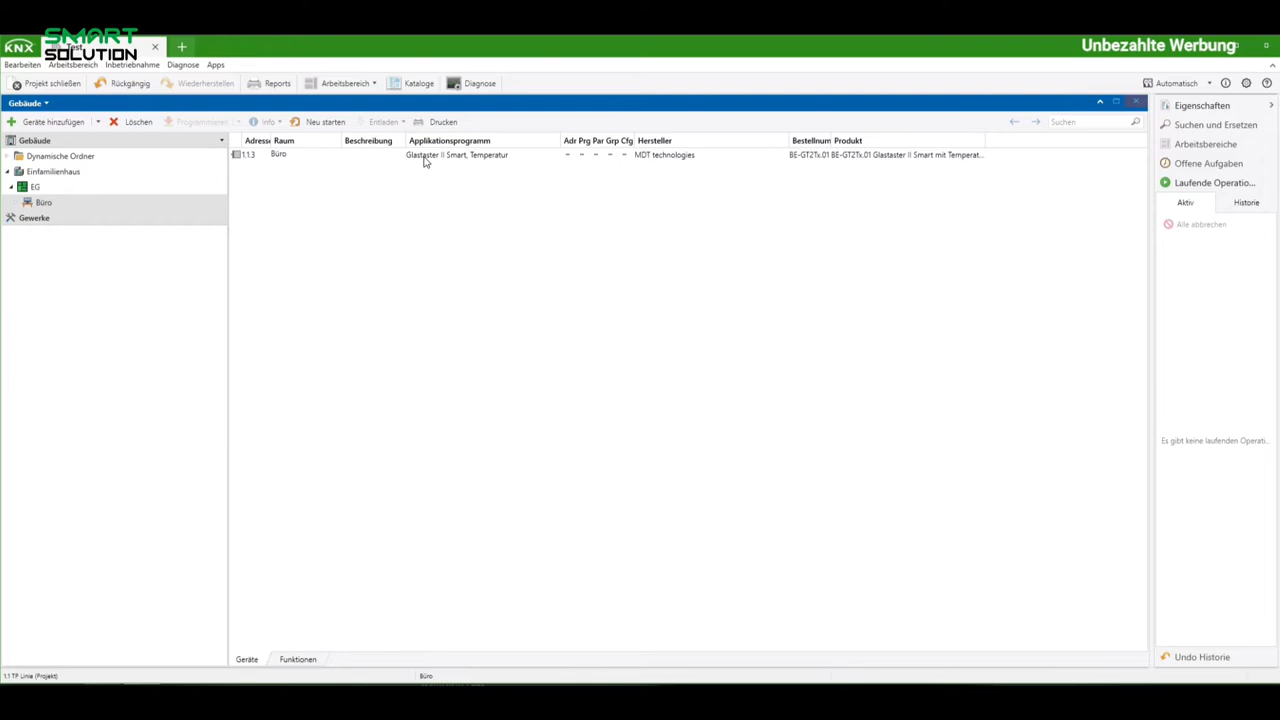 SMART
SOLUTION
KNX
Test
Unbezahlte Werbung
Bearbeiten Arbeitsbereich Inbetriebnahme Diagnose Apps
Projekt schließen Rückgängig Wiederherstellen Reports Arbeitsbereich Kataloge Diagnose Automatisch
Gebäude
Geräte hinzufügen Löschen Programmieren Info Neu starten Entladen Drucken Suchen
Gebäude
Dynamische Ordner
Einfamilienhaus
EG
Büro
Gewerke
Adresse Raum Beschreibung Applikationsprogramm Adr Prg Par Grp Cfg Hersteller Bestellnum Produkt
1.1.3 Büro Glastaster II Smart, Temperatur – – – – – MDT technologies BE-GT2Tx.01 BE-GT2Tx.01 Glastaster II Smart mit Temperat...
Eigenschaften
Suchen und Ersetzen
Arbeitsbereiche
Offene Aufgaben
Laufende Operatio...
Aktiv Historie
Alle abbrechen
Es gibt keine laufenden Operati...
Undo Historie
Geräte Funktionen
1.1 TP Linie (Projekt) Büro